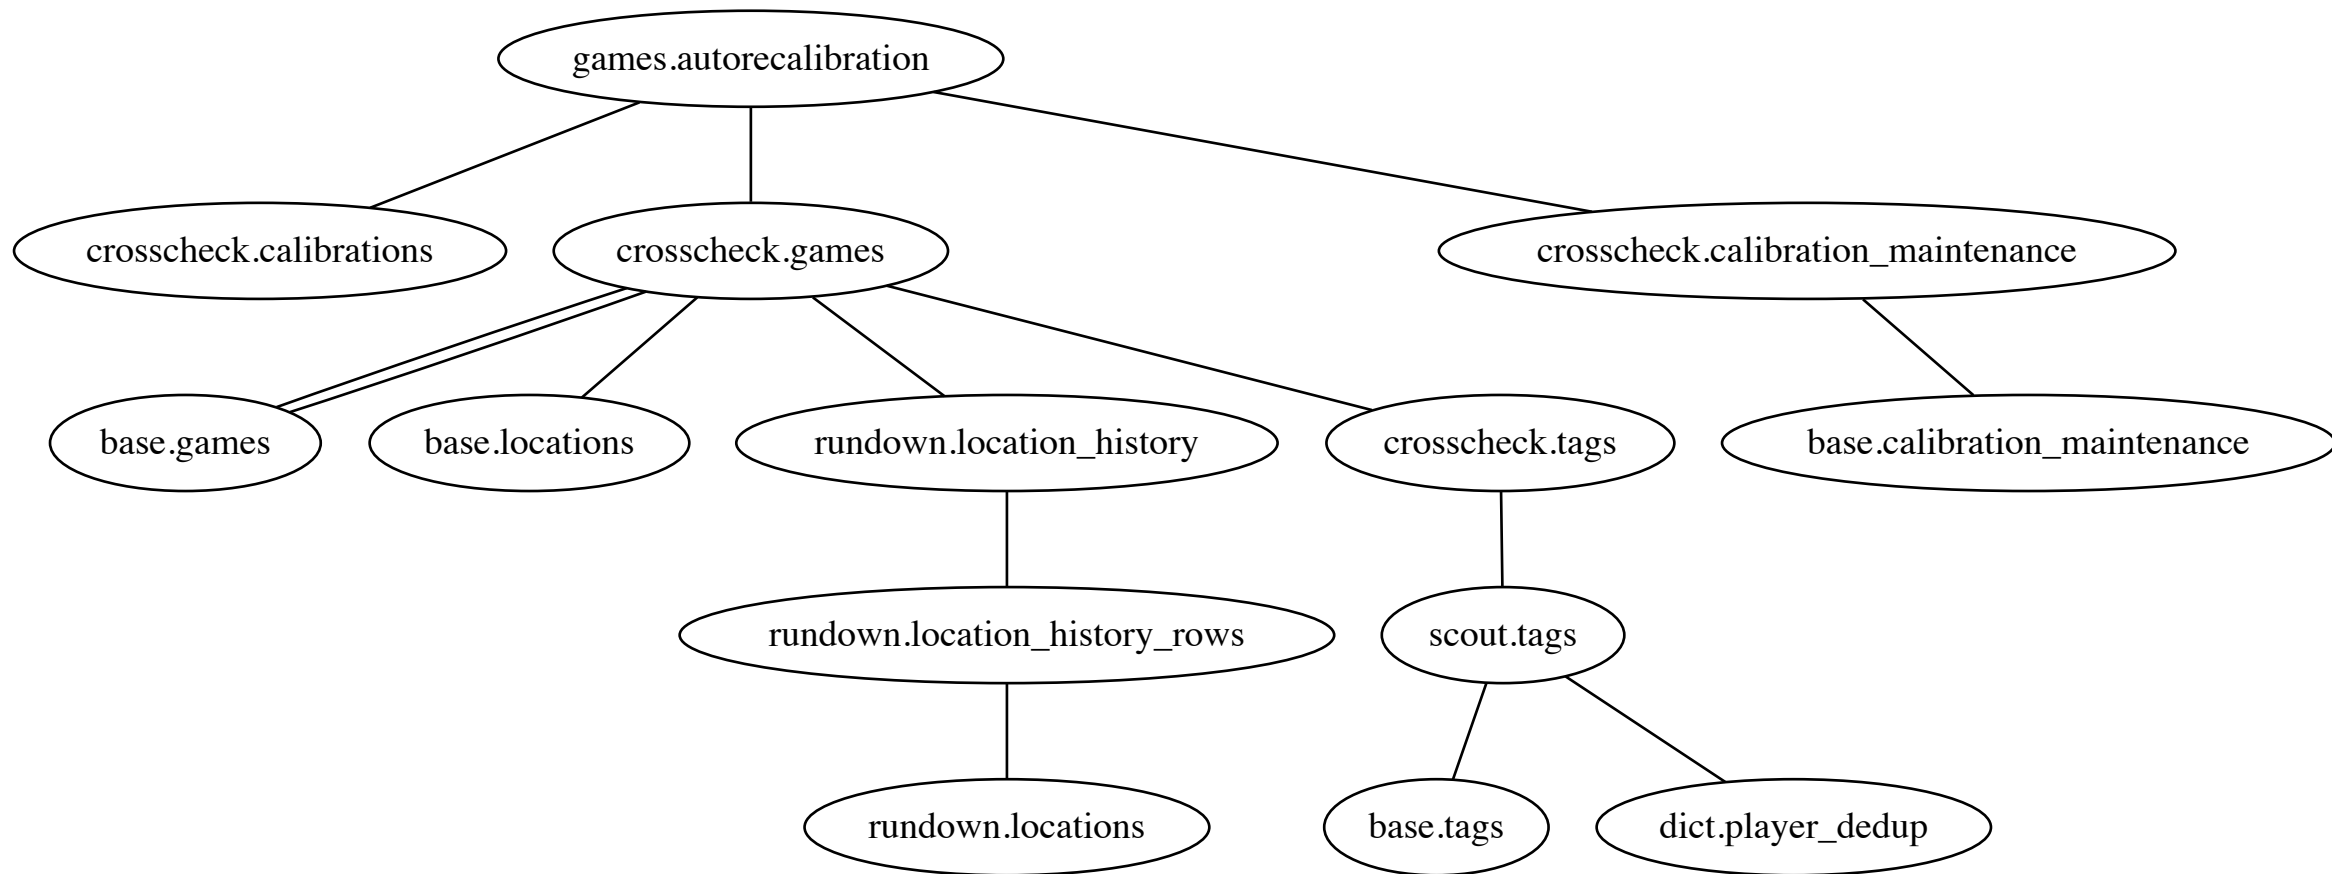 games.autorecalibration
crosscheck.calibrations
crosscheck.games
crosscheck.calibration_maintenance
base.games
base.locations
rundown.location_history
crosscheck.tags
base.calibration_maintenance
rundown.location_history_rows
scout.tags
rundown.locations
base.tags
dict.player_dedup